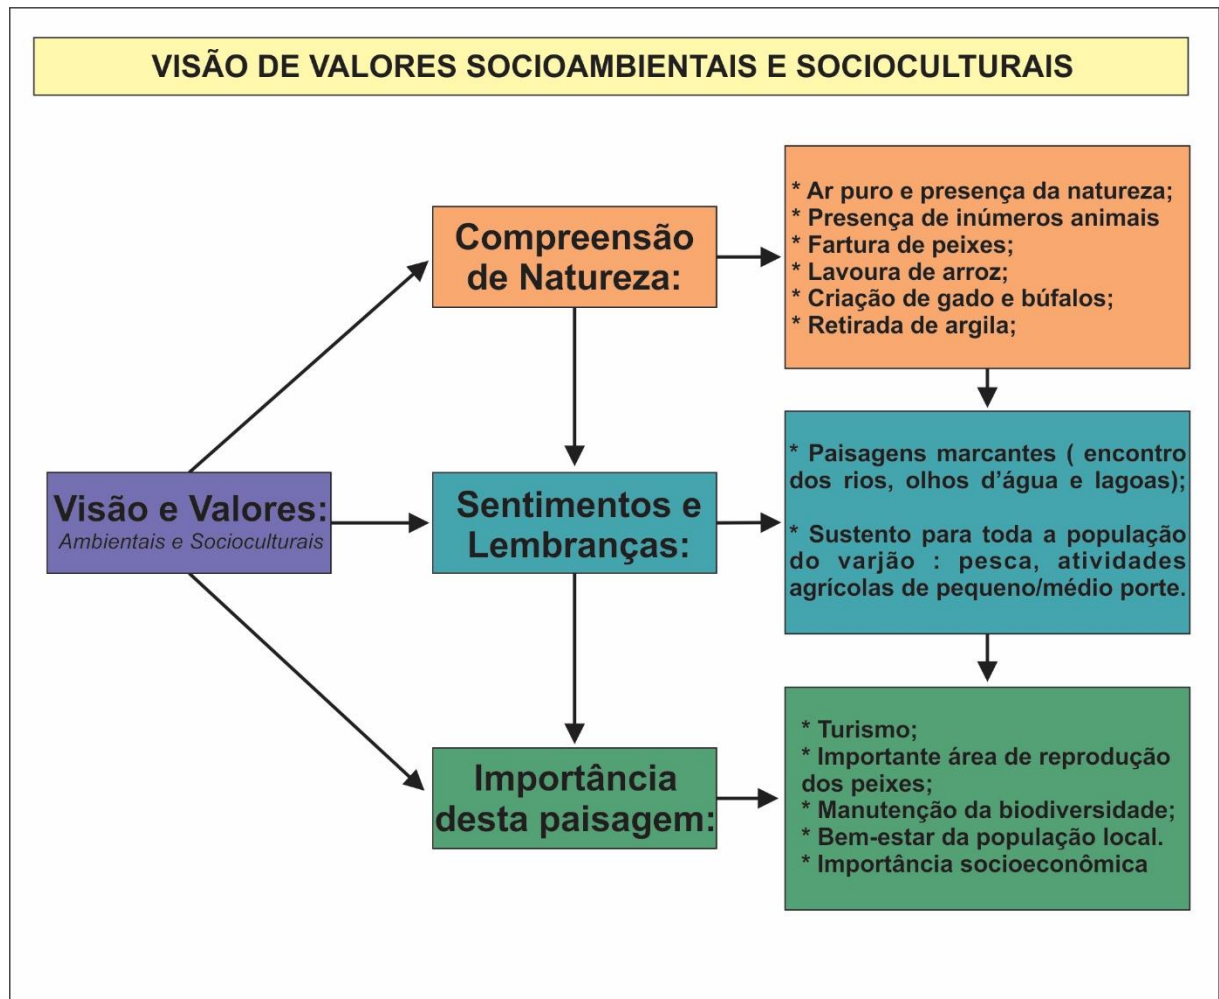 VISÃO DE VALORES SOCIOAMBIENTAIS E SOCIOCULTURAIS
Visão e Valores:
Ambientais e Socioculturais
Compreensão
de Natureza:
* Ar puro e presença da natureza;
* Presença de inúmeros animais
* Fartura de peixes;
* Lavoura de arroz;
* Criação de gado e búfalos;
* Retirada de argila;
Sentimentos e
Lembranças:
* Paisagens marcantes ( encontro
dos rios, olhos d’água e lagoas);
* Sustento para toda a população
do varjão : pesca, atividades
agrícolas de pequeno/médio porte.
Importância
desta paisagem:
* Turismo;
* Importante área de reprodução
dos peixes;
* Manutenção da biodiversidade;
* Bem-estar da população local.
* Importância socioeconômica